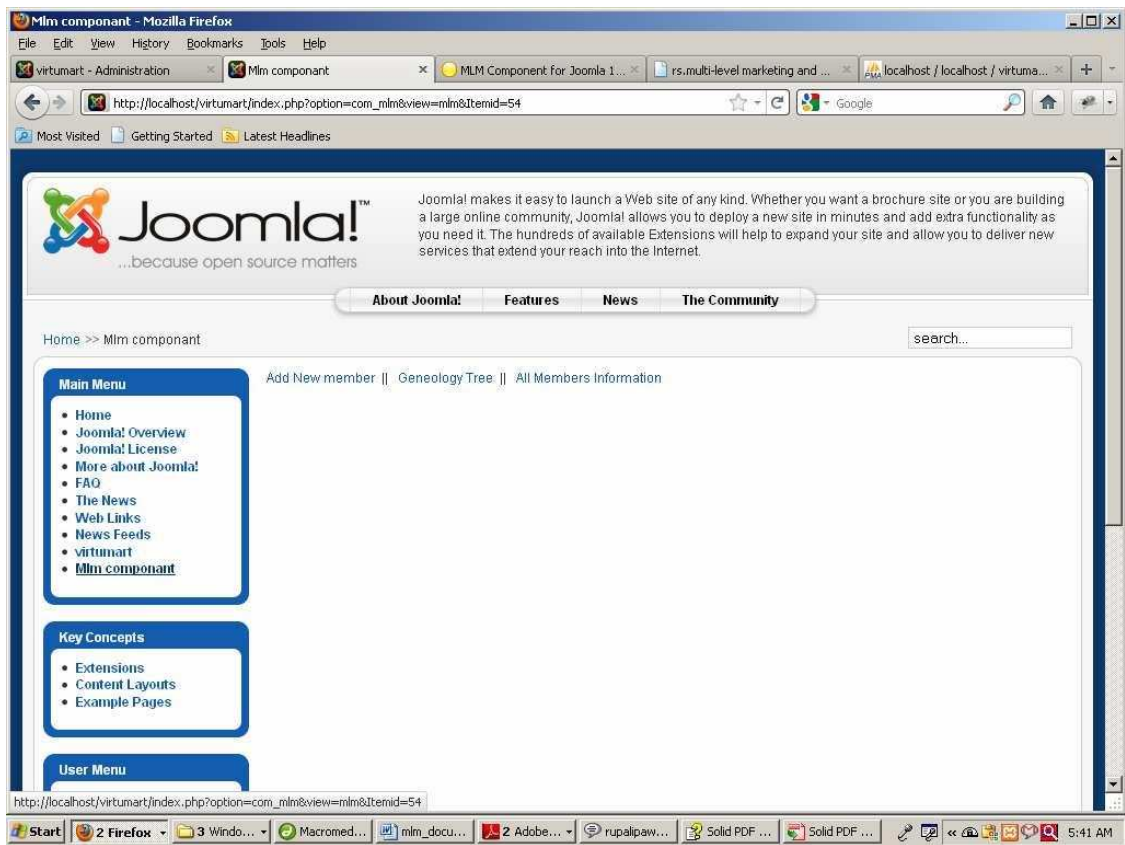 Mlm componant - Mozilla Firefox
File Edit View History Bookmarks Tools Help
virtumart - Administration
Mlm componant
MLM Component for Joomla 1...
rs.multi-level marketing and ...
localhost / localhost / virtuma...
http://localhost/virtumart/index.php?option=com_mlm&view=mlm&Itemid=54
Google
Most Visited Getting Started Latest Headlines
Joomla!™
...because open source matters
Joomla! makes it easy to launch a Web site of any kind. Whether you want a brochure site or you are building
a large online community, Joomla! allows you to deploy a new site in minutes and add extra functionality as
you need it. The hundreds of available Extensions will help to expand your site and allow you to deliver new
services that extend your reach into the Internet.
About Joomla! Features News The Community
Home >> Mlm componant
search...
Main Menu
Home
Joomla! Overview
Joomla! License
More about Joomla!
FAQ
The News
Web Links
News Feeds
virtumart
Mlm componant
Add New member || Geneology Tree || All Members Information
Key Concepts
Extensions
Content Layouts
Example Pages
User Menu
http://localhost/virtumart/index.php?option=com_mlm&view=mlm&Itemid=54
Start 2 Firefox 3 Windo... Macromed... mlm_docu... 2 Adobe... rupalipaw... Solid PDF ... Solid PDF ... 5:41 AM